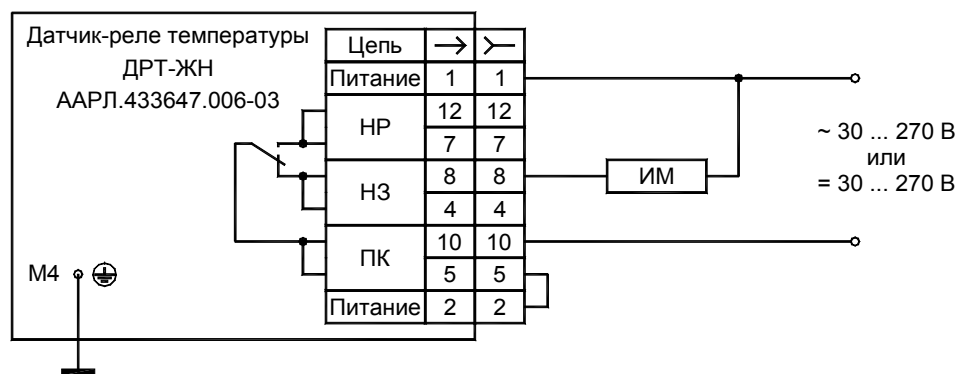 Датчик-реле температуры
ДРТ-ЖН
ААРЛ.433647.006-03
Цепь
Питание 1 1
НР 12 12
7 7
НЗ 8 8
4 4
ПК 10 10
5 5
Питание 2 2
ИМ
~ 30 ... 270 В
или
= 30 ... 270 В
М4